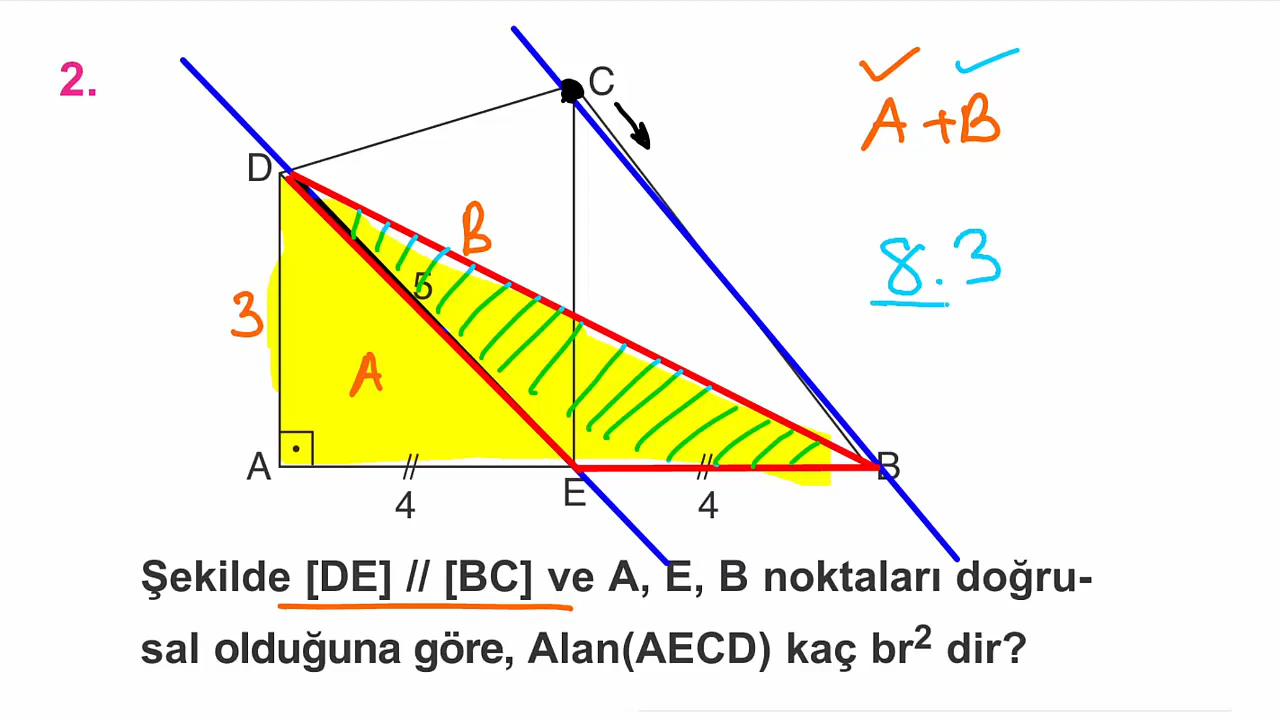 2.
C
A + B
D
B
8.3
5
3
A
A
E
B
4
4
Şekilde [DE] // [BC] ve A, E, B noktaları doğru-
sal olduğuna göre, Alan(AECD) kaç br² dir?